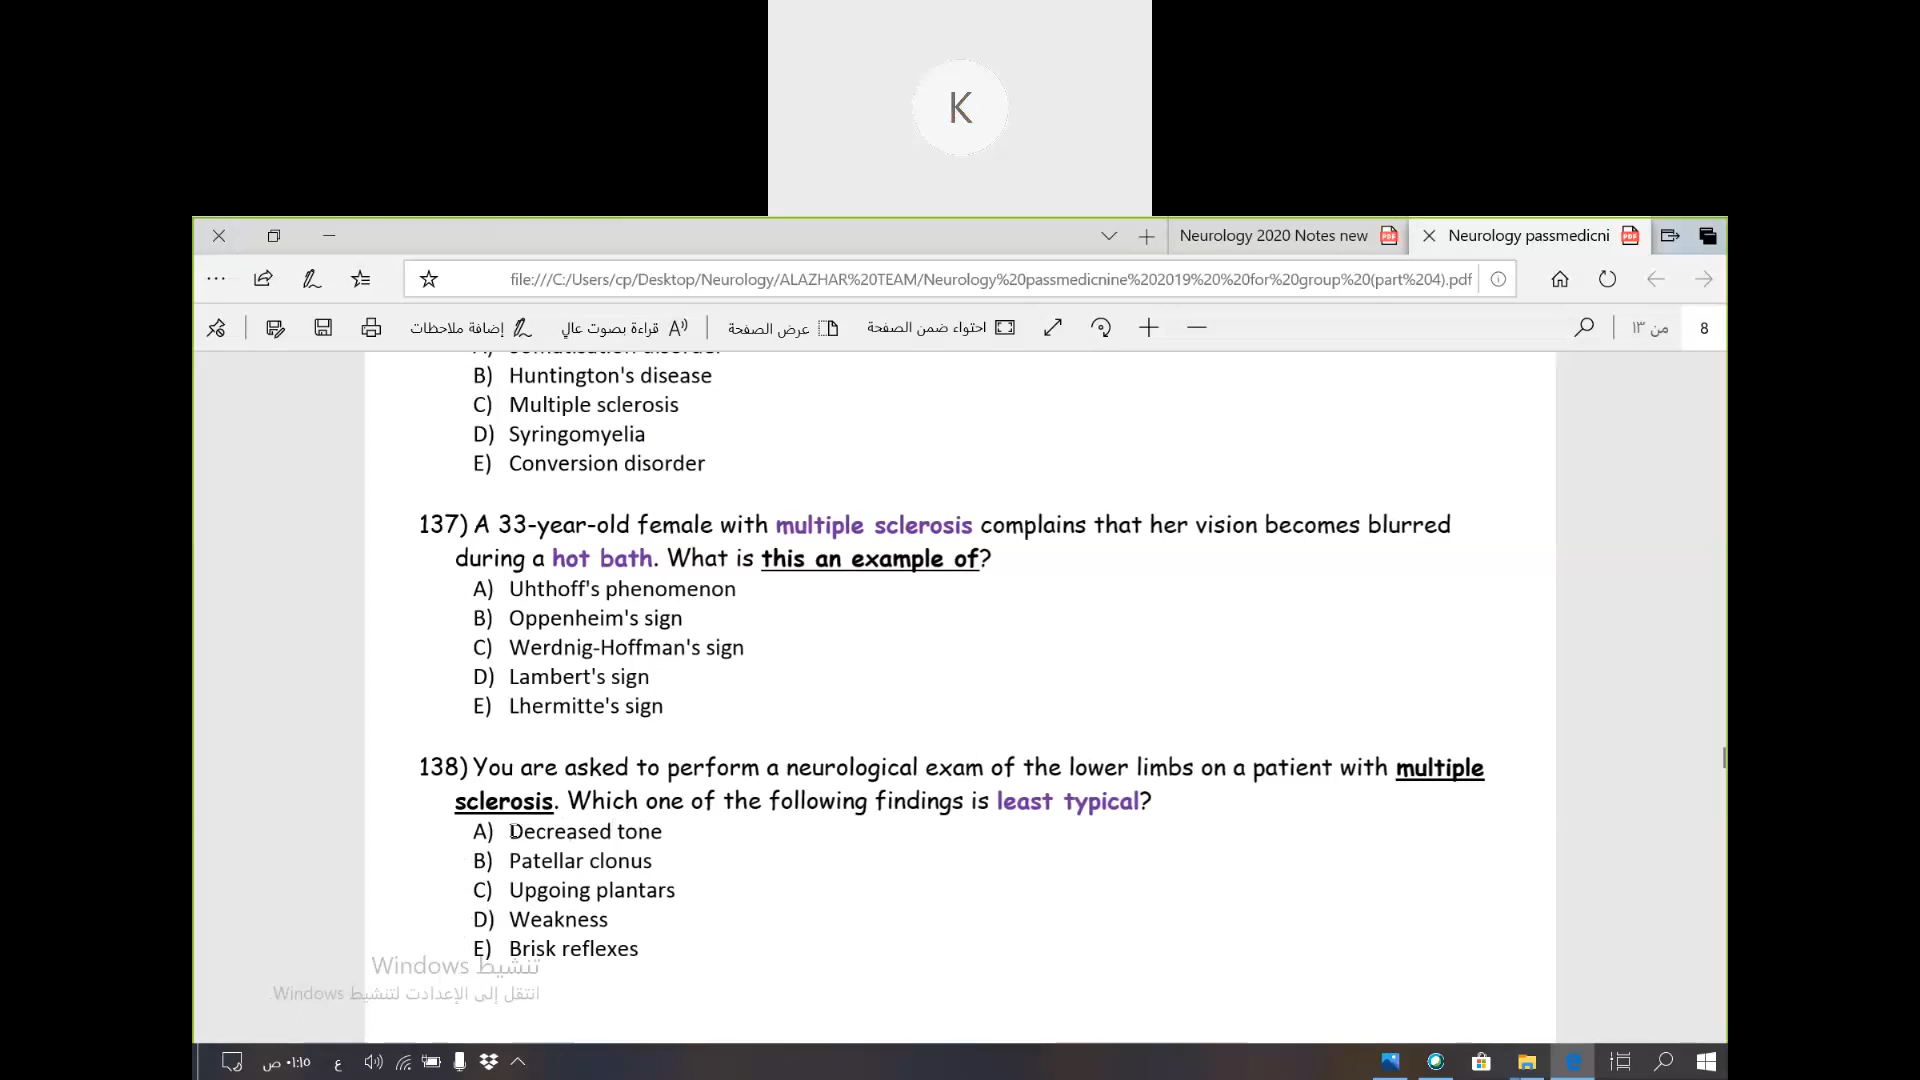 K
Neurology 2020 Notes new
Neurology passmedicni
file:///C:/Users/cp/Desktop/Neurology/ALAZHAR%20TEAM/Neurology%20passmedicnine%202019%20%20for%20group%20(part%204).pdf
إضافة ملاحظات
قراءة بصوت عالٍ
عرض الصفحة
احتواء ضمن الصفحة
من ١٣
8
B) Huntington's disease
C) Multiple sclerosis
D) Syringomyelia
E) Conversion disorder
137) A 33-year-old female with multiple sclerosis complains that her vision becomes blurred
during a hot bath. What is this an example of?
A) Uhthoff's phenomenon
B) Oppenheim's sign
C) Werdnig-Hoffman's sign
D) Lambert's sign
E) Lhermitte's sign
138) You are asked to perform a neurological exam of the lower limbs on a patient with multiple
sclerosis. Which one of the following findings is least typical?
A) Decreased tone
B) Patellar clonus
C) Upgoing plantars
D) Weakness
E) Brisk reflexes
تنشيط Windows
انتقل إلى الإعدادات لتنشيط Windows.
٠١:١٥ ص
ع